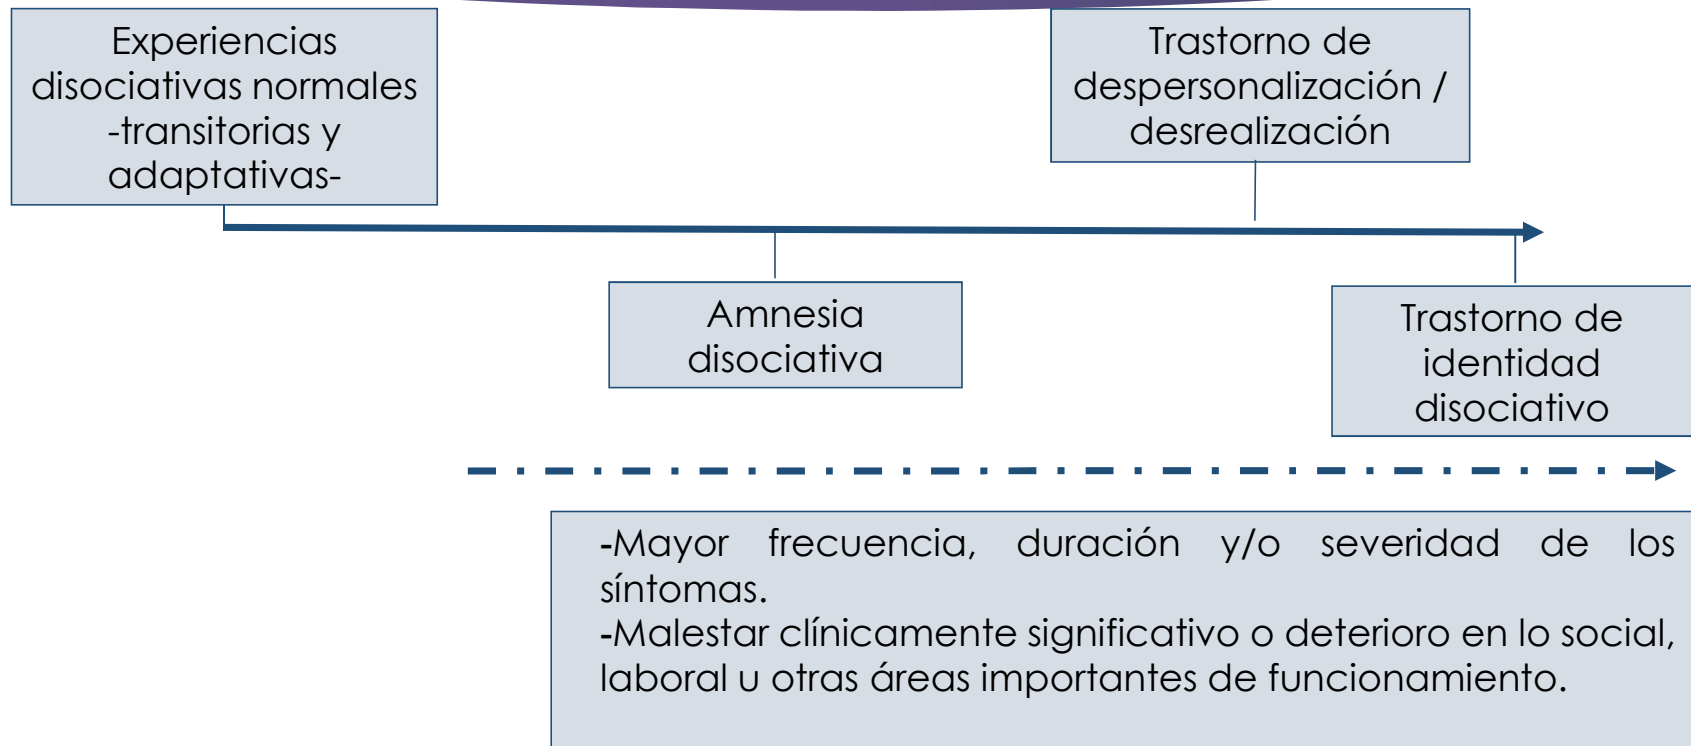 Experiencias
disociativas normales
-transitorias y
adaptativas-
Trastorno de
despersonalización /
desrealización
Amnesia
disociativa
Trastorno de
identidad
disociativo
-Mayor frecuencia, duración y/o severidad de los
síntomas.
-Malestar clínicamente significativo o deterioro en lo social,
laboral u otras áreas importantes de funcionamiento.